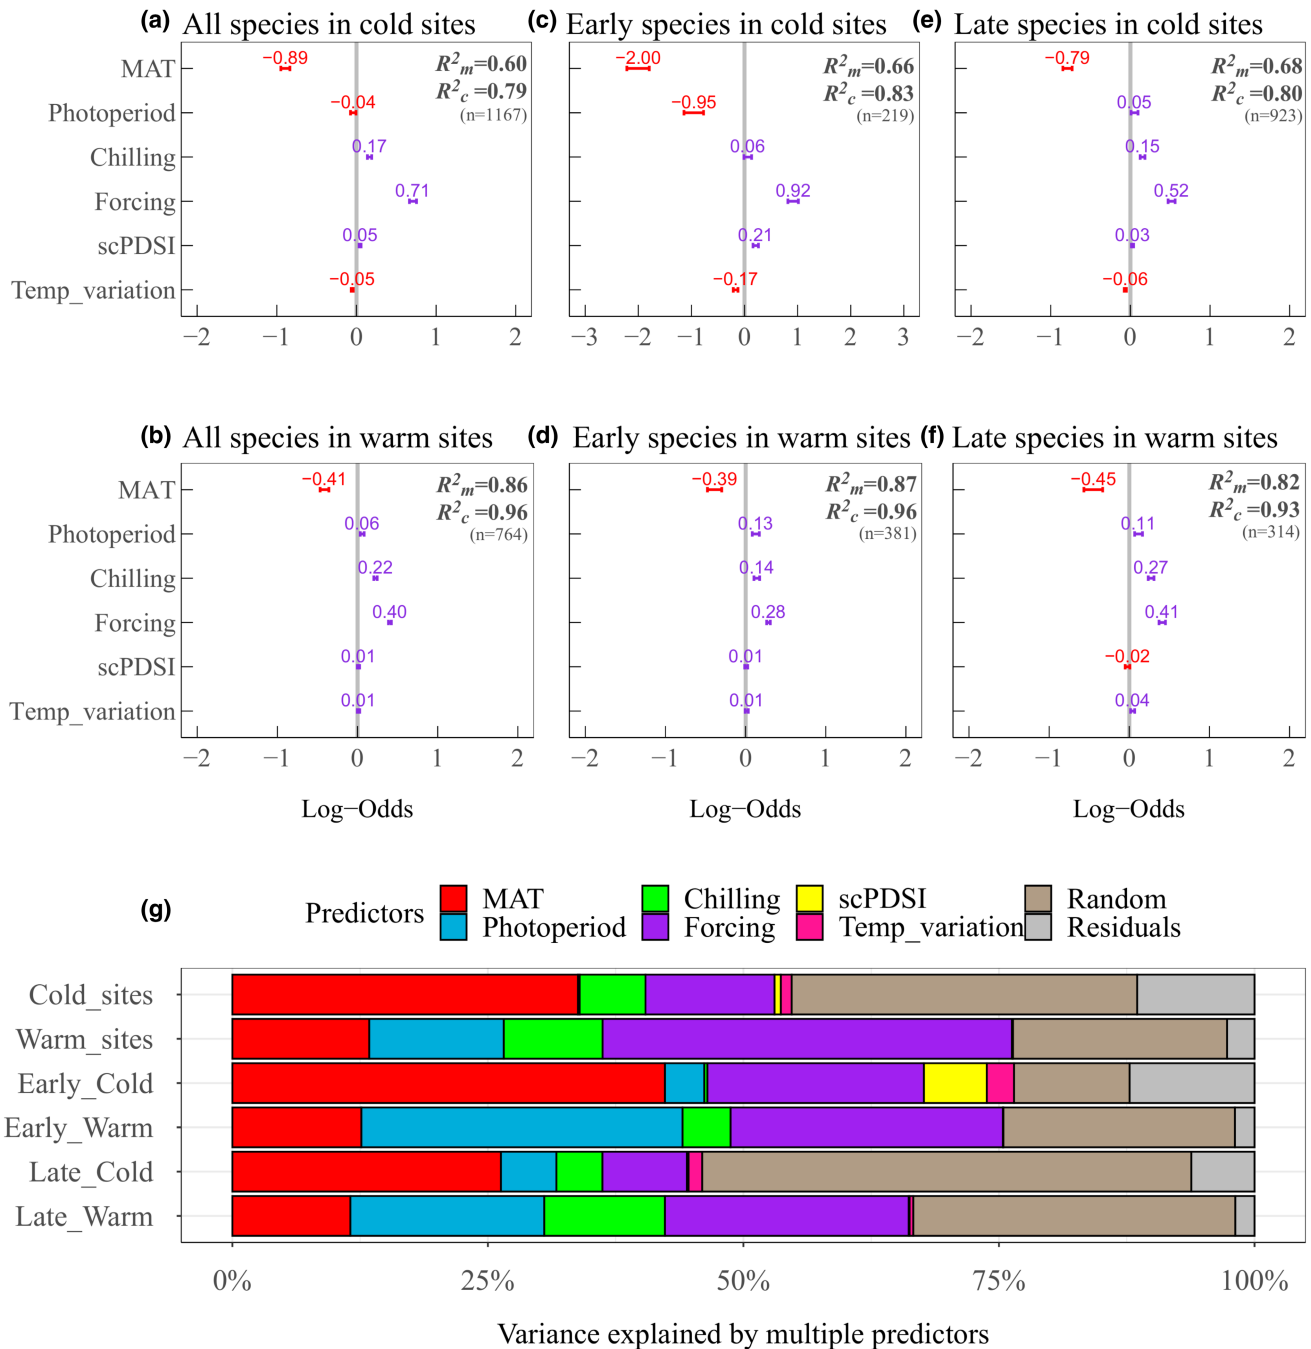 (a) All species in cold sites
MAT
Photoperiod
Chilling
Forcing
scPDSI
Temp_variation
−0.89
−0.04
0.17
0.71
0.05
−0.05
R²m=0.60
R²c=0.79
(n=1167)
−2 −1 0 1 2
(c) Early species in cold sites
−2.00
−0.95
0.06
0.92
0.21
−0.17
R²m=0.66
R²c=0.83
(n=219)
−3 −2 −1 0 1 2 3
(e) Late species in cold sites
−0.79
0.05
0.15
0.52
0.03
−0.06
R²m=0.68
R²c=0.80
(n=923)
−2 −1 0 1 2
(b) All species in warm sites
MAT
Photoperiod
Chilling
Forcing
scPDSI
Temp_variation
−0.41
0.06
0.22
0.40
0.01
0.01
R²m=0.86
R²c=0.96
(n=764)
−2 −1 0 1 2
Log−Odds
(d) Early species in warm sites
−0.39
0.13
0.14
0.28
0.01
0.01
R²m=0.87
R²c=0.96
(n=381)
−2 −1 0 1 2
Log−Odds
(f) Late species in warm sites
−0.45
0.11
0.27
0.41
−0.02
0.04
R²m=0.82
R²c=0.93
(n=314)
−2 −1 0 1 2
Log−Odds
(g)
Predictors
MAT Chilling scPDSI Random
Photoperiod Forcing Temp_variation Residuals
Cold_sites
Warm_sites
Early_Cold
Early_Warm
Late_Cold
Late_Warm
0% 25% 50% 75% 100%
Variance explained by multiple predictors